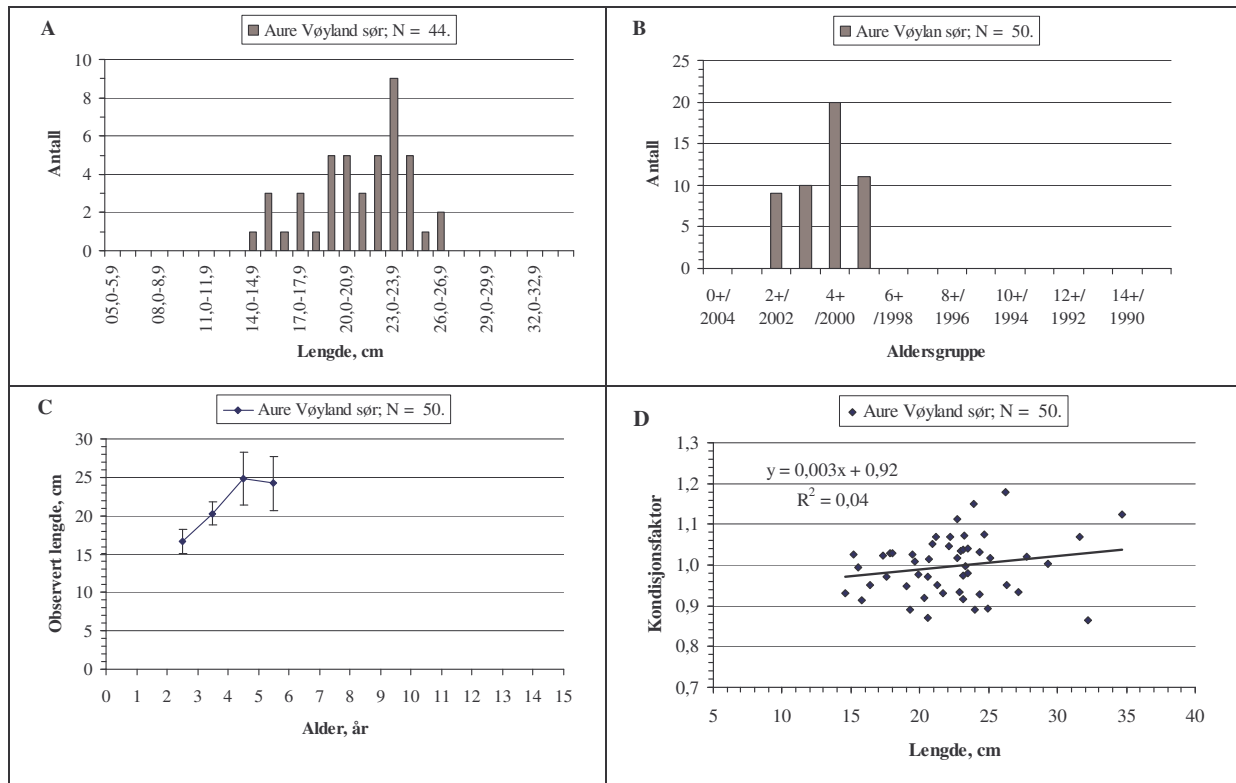 A
Aure Vøyland sør; N = 44.
Antall
10
8
6
4
2
0
05,0-5,9
08,0-8,9
11,0-11,9
14,0-14,9
17,0-17,9
20,0-20,9
23,0-23,9
26,0-26,9
29,0-29,9
32,0-32,9
Lengde, cm
B
Aure Vøylan sør; N = 50.
Antall
25
20
15
10
5
0
0+/ 2+/ 4+ 6+ 8+/ 10+/ 12+/ 14+/
2004 2002 /2000 /1998 1996 1994 1992 1990
Aldersgruppe
C
Aure Vøyland sør; N = 50.
Observert lengde, cm
30
25
20
15
10
5
0
0 1 2 3 4 5 6 7 8 9 10 11 12 13 14 15
Alder, år
D
Aure Vøyland sør; N = 50.
Kondisjonsfaktor
1,3
1,2
1,1
1,0
0,9
0,8
0,7
y = 0,003x + 0,92
R² = 0,04
5 10 15 20 25 30 35 40
Lengde, cm